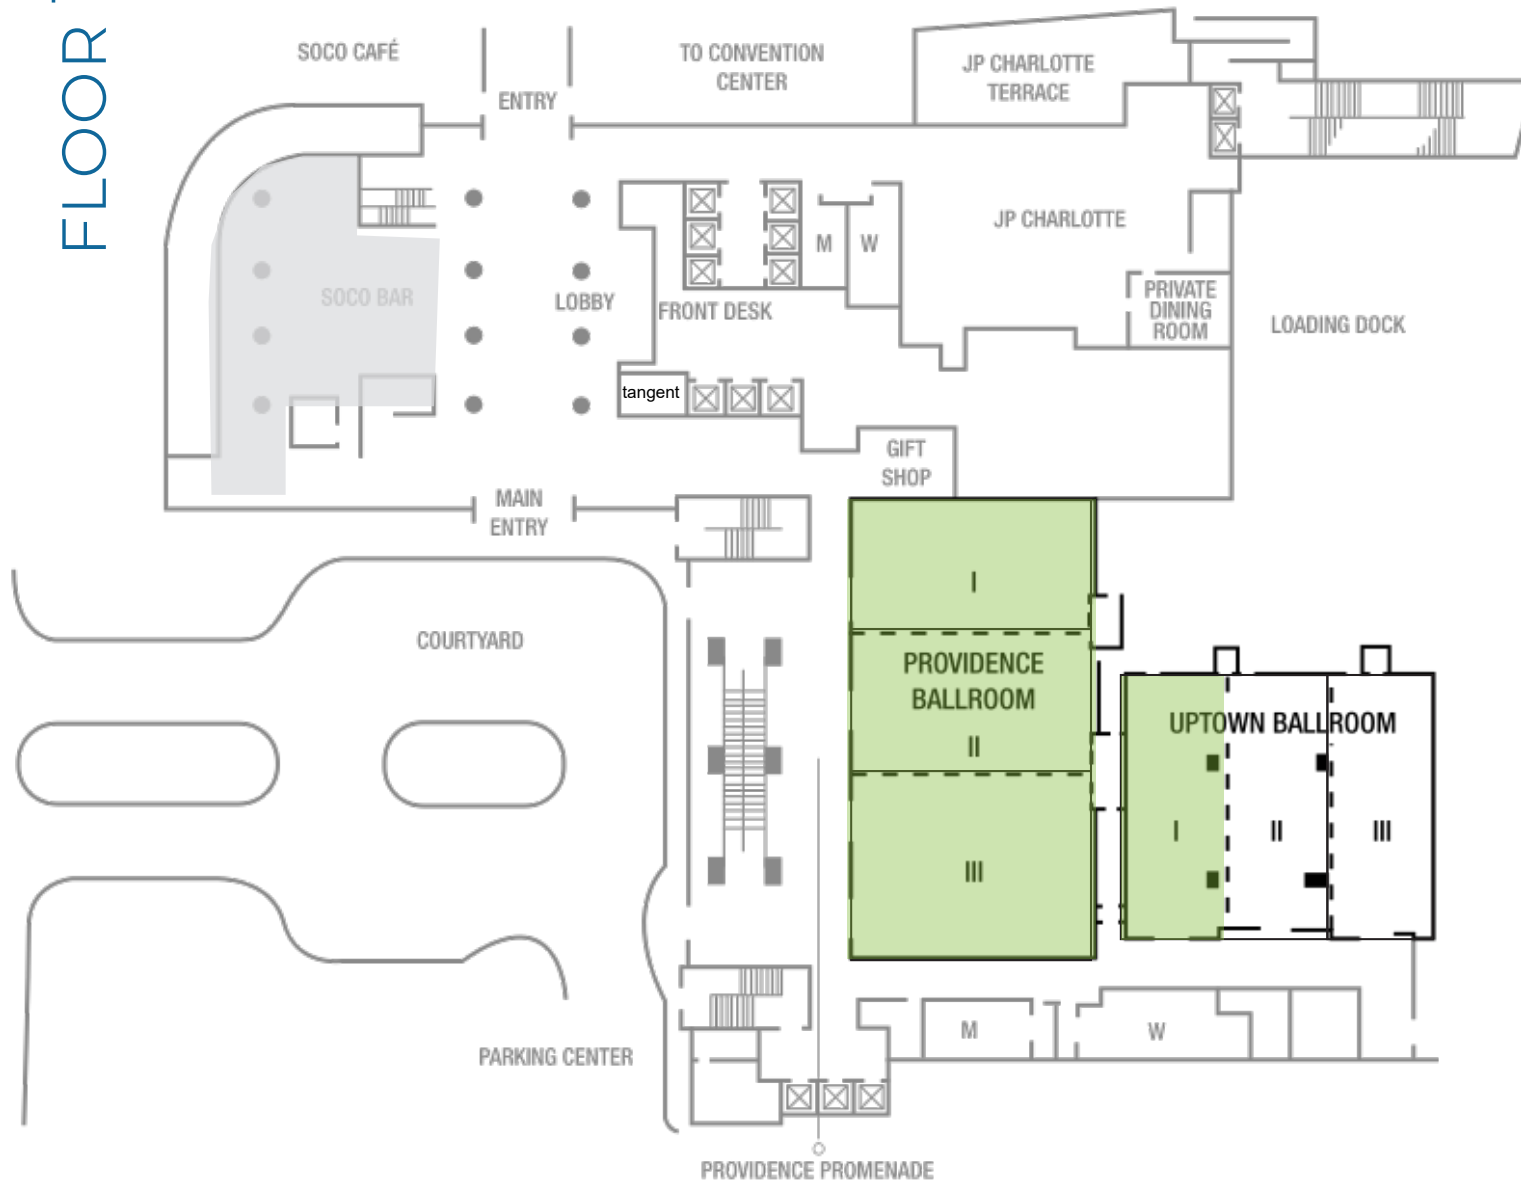 FLOOR
SOCO CAFÉ
TO CONVENTION
CENTER
JP CHARLOTTE
TERRACE
ENTRY
JP CHARLOTTE
M
W
SOCO BAR
LOBBY
FRONT DESK
PRIVATE
DINING
ROOM
LOADING DOCK
tangent
GIFT
SHOP
MAIN
ENTRY
I
COURTYARD
PROVIDENCE
BALLROOM
II
UPTOWN BALLROOM
I
II
III
III
M
W
PARKING CENTER
PROVIDENCE PROMENADE